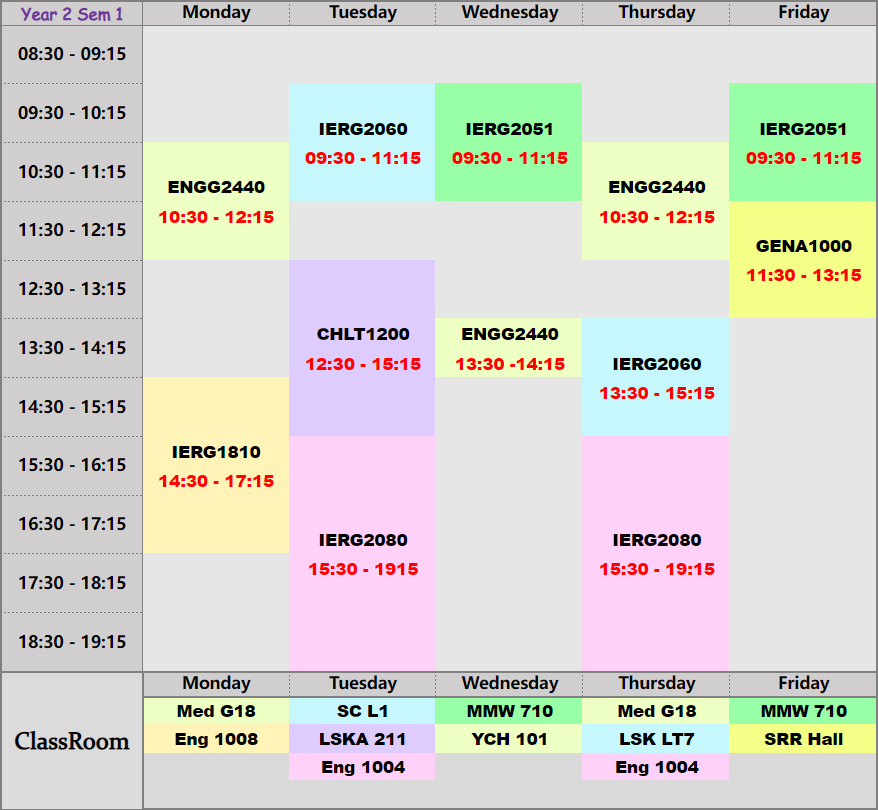 Year 2 Sem 1 Monday Tuesday Wednesday Thursday Friday
08:30 - 09:15
09:30 - 10:15
IERG2060 IERG2051 IERG2051
09:30 - 11:15 09:30 - 11:15 09:30 - 11:15
10:30 - 11:15
ENGG2440 ENGG2440
10:30 - 12:15 10:30 - 12:15
11:30 - 12:15
GENA1000
11:30 - 13:15
12:30 - 13:15
CHLT1200 ENGG2440
13:30 - 14:15
12:30 - 15:15 13:30 -14:15 IERG2060
13:30 - 15:15
14:30 - 15:15
IERG1810
15:30 - 16:15
14:30 - 17:15
16:30 - 17:15
IERG2080 IERG2080
15:30 - 1915 15:30 - 19:15
17:30 - 18:15
18:30 - 19:15
Monday Tuesday Wednesday Thursday Friday
Med G18 SC L1 MMW 710 Med G18 MMW 710
ClassRoom
Eng 1008 LSKA 211 YCH 101 LSK LT7 SRR Hall
Eng 1004 Eng 1004